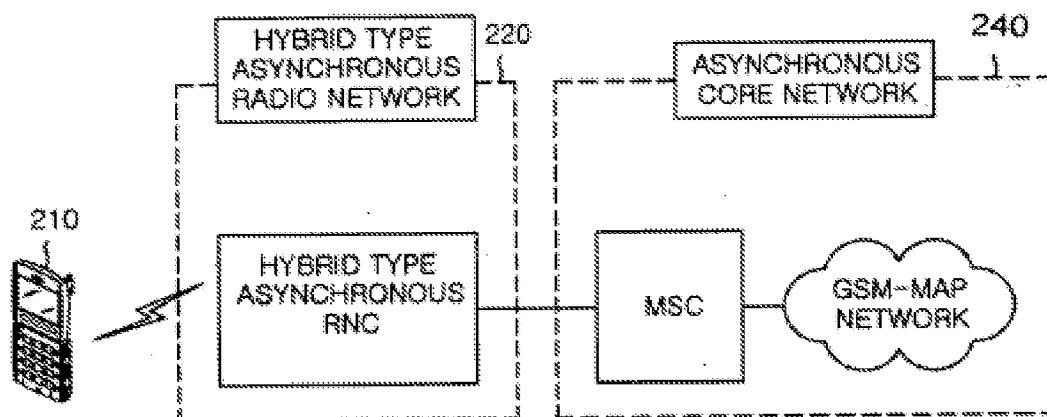 HYBRID TYPE
ASYNCHRONOUS
RADIO NETWORK
220
ASYNCHRONOUS
CORE NETWORK
240
210
HYBRID TYPE
ASYNCHRONOUS
RNC
MSC
GSM-MAP
NETWORK